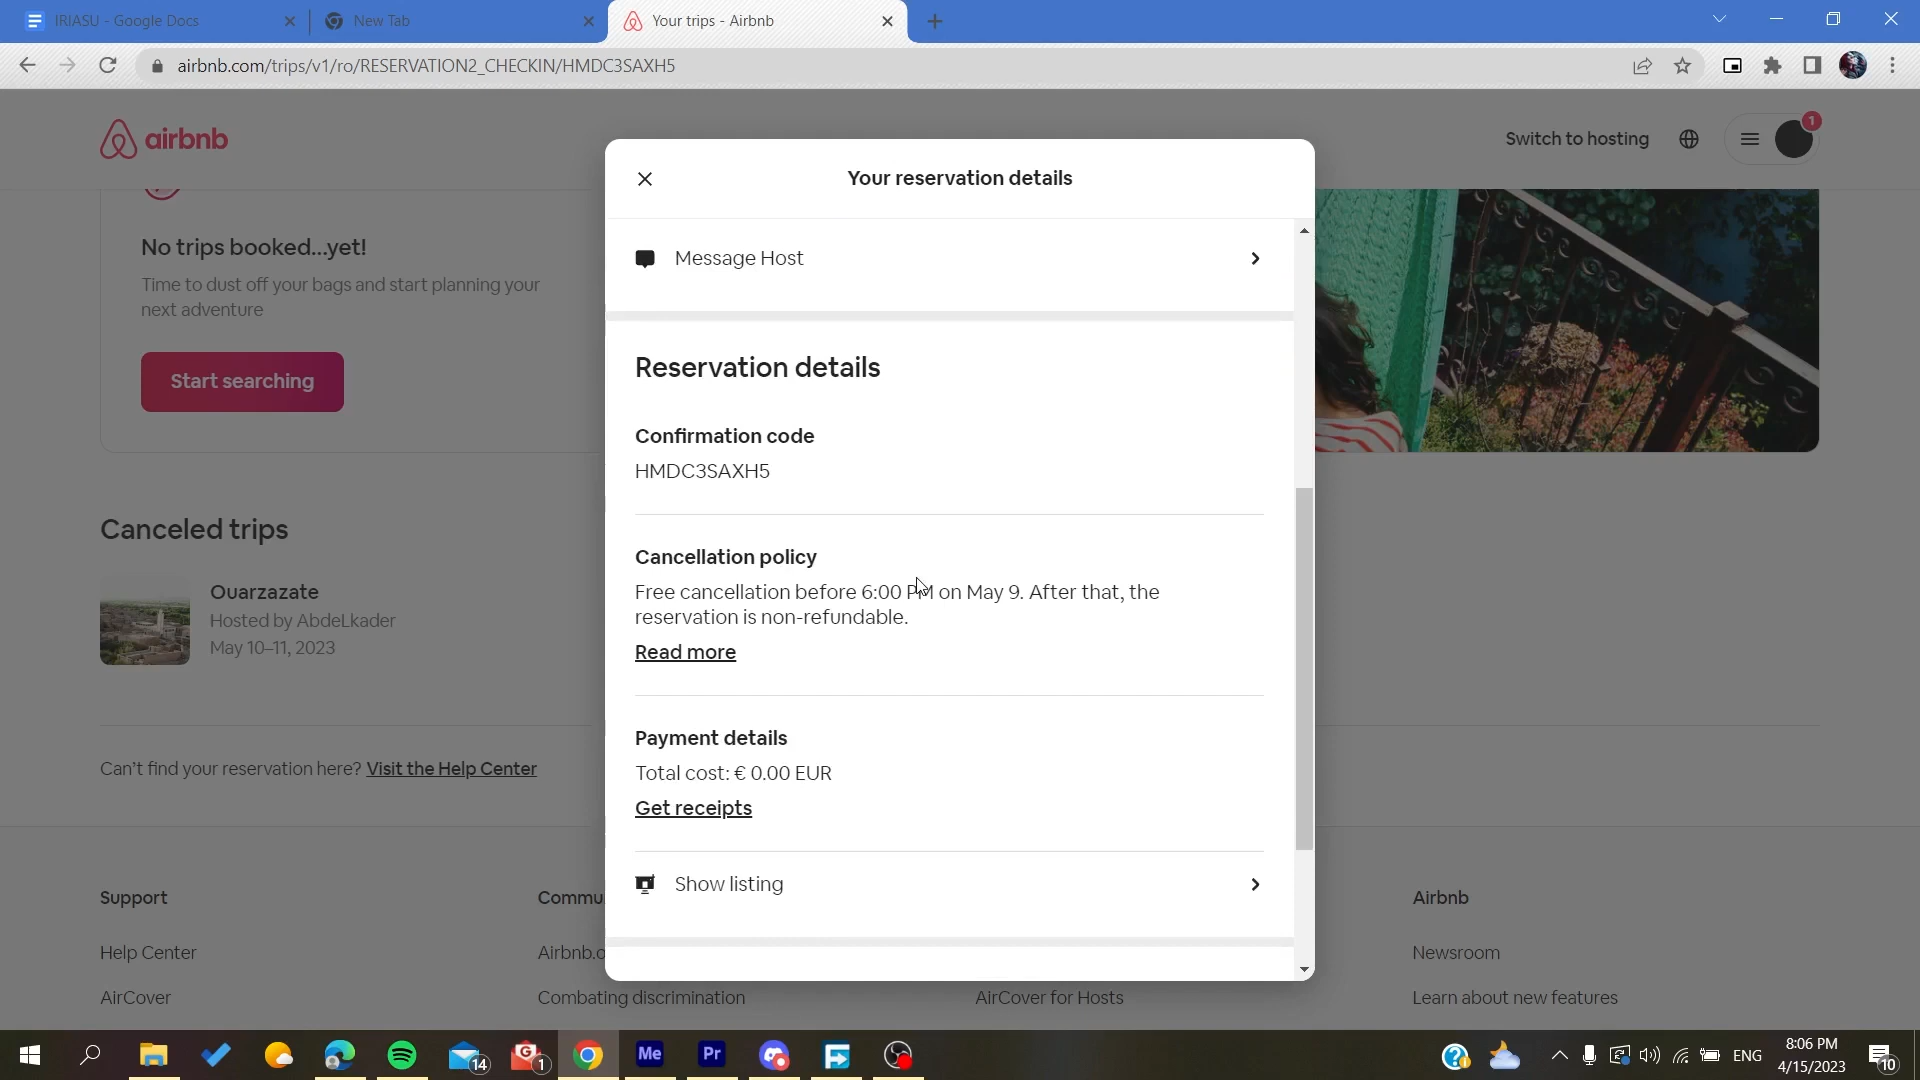 IRIASU - Google Docs
New Tab
Your trips - Airbnb
airbnb.com/trips/v1/ro/RESERVATION2_CHECKIN/HMDC3SAXH5
airbnb
Switch to hosting
1
Your reservation details
No trips booked...yet!
Time to dust off your bags and start planning your
next adventure
Start searching
Message Host
Reservation details
Confirmation code
HMDC3SAXH5
Cancellation policy
Free cancellation before 6:00 PM on May 9. After that, the
reservation is non-refundable.
Read more
Payment details
Total cost: € 0.00 EUR
Get receipts
Show listing
Canceled trips
Ouarzazate
Hosted by AbdeLkader
May 10–11, 2023
Can't find your reservation here? Visit the Help Center
Support
Help Center
AirCover
Airbnb.o
Combating discrimination
AirCover for Hosts
Airbnb
Newsroom
Learn about new features
14
G
1
Me
Pr
ENG
8:06 PM
4/15/2023
10